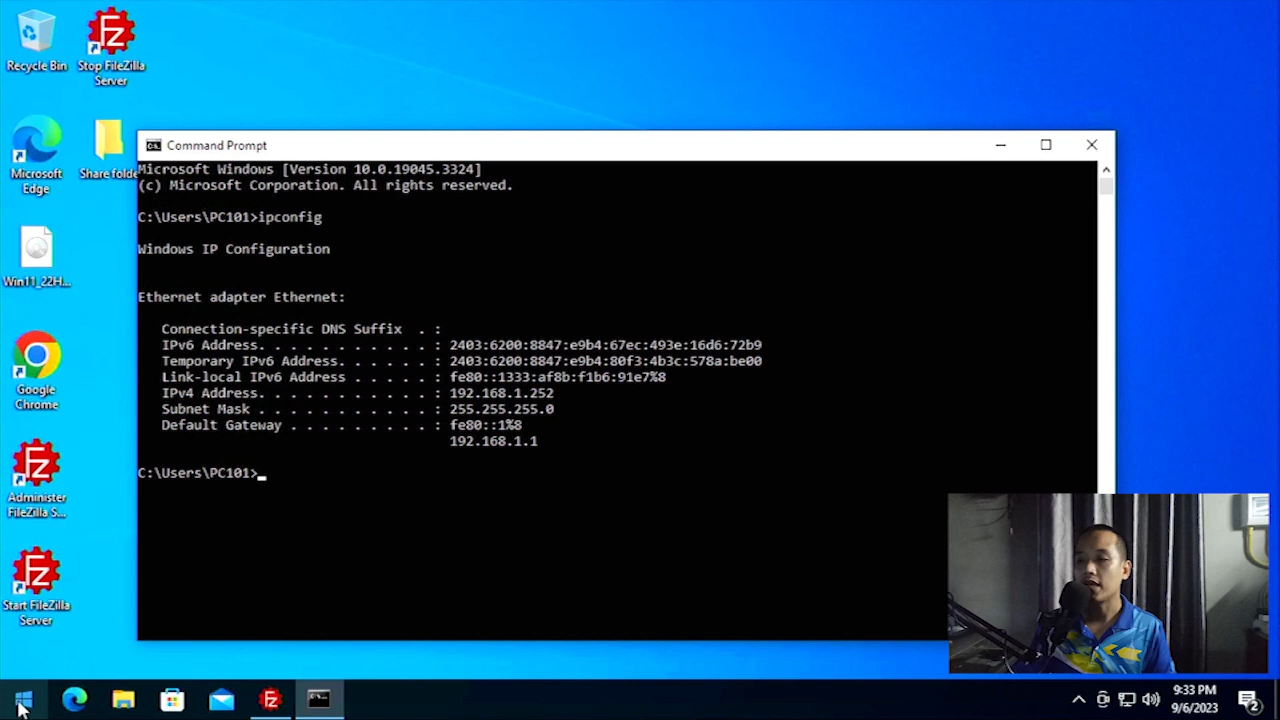 Recycle Bin
Stop FileZilla
Server
Microsoft
Edge
Share folde
Win11_22H...
Google
Chrome
Administer
FileZilla S...
Start FileZilla
Server
Command Prompt
Microsoft Windows [Version 10.0.19045.3324]
(c) Microsoft Corporation. All rights reserved.
C:\Users\PC101>ipconfig
Windows IP Configuration
Ethernet adapter Ethernet:
Connection-specific DNS Suffix  . :
IPv6 Address. . . . . . . . . . . : 2403:6200:8847:e9b4:67ec:493e:16d6:72b9
Temporary IPv6 Address. . . . . . : 2403:6200:8847:e9b4:80f3:4b3c:578a:be00
Link-local IPv6 Address . . . . . : fe80::1333:af8b:f1b6:91e7%8
IPv4 Address. . . . . . . . . . . : 192.168.1.252
Subnet Mask . . . . . . . . . . . : 255.255.255.0
Default Gateway . . . . . . . . . : fe80::1%8
192.168.1.1
C:\Users\PC101>
9:33 PM
9/6/2023
2